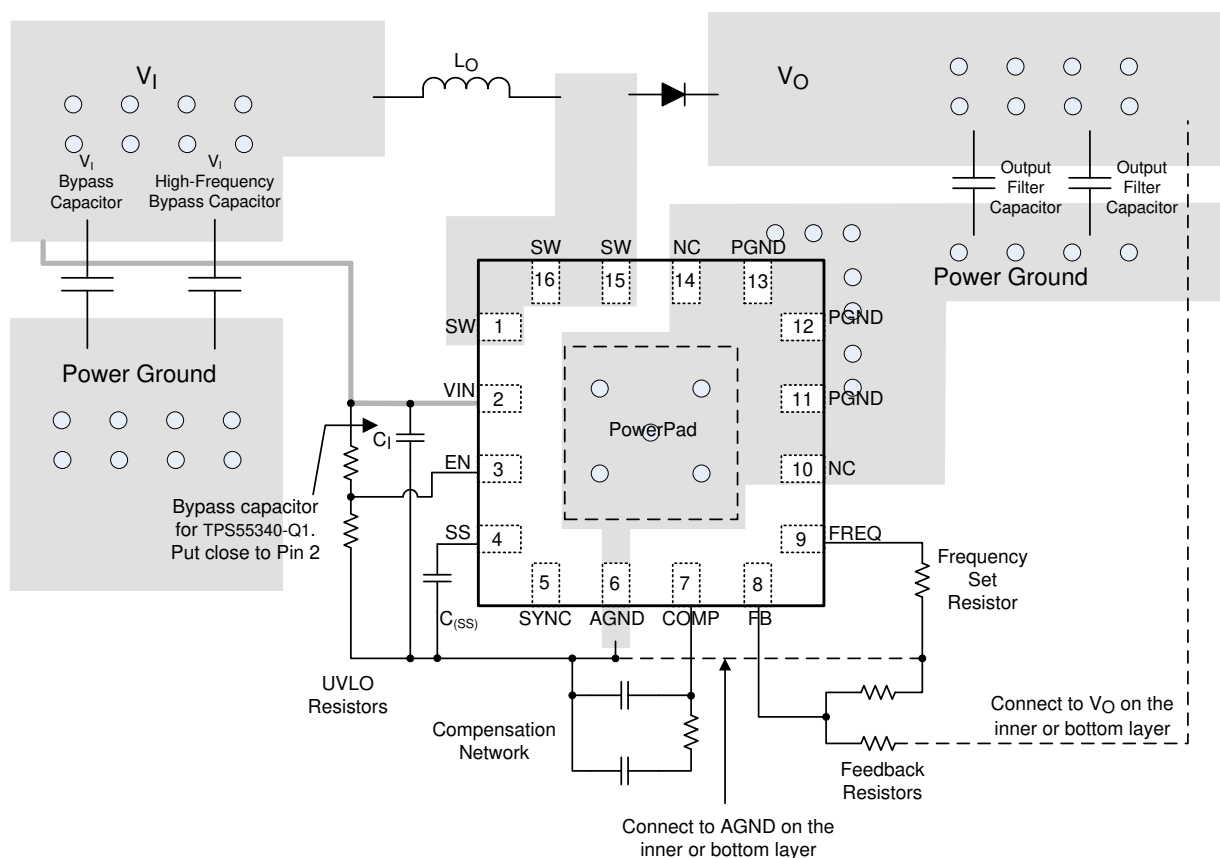 L_O
V_I
V_O
V_I
Bypass
Capacitor
V_I
High-Frequency
Bypass Capacitor
Output
Filter
Capacitor
Output
Filter
Capacitor
SW
SW
NC
PGND
16
15
14
13
Power Ground
SW
1
12
PGND
Power Ground
VIN
2
11
PGND
C_I
PowerPad
EN
3
10
NC
Bypass capacitor
for TPS55340-Q1.
Put close to Pin 2
SS
4
9
FREQ
Frequency
Set
Resistor
5
6
7
8
C_(SS)
SYNC
AGND
COMP
FB
UVLO
Resistors
Compensation
Network
Connect to V_O on the
inner or bottom layer
Feedback
Resistors
Connect to AGND on the
inner or bottom layer